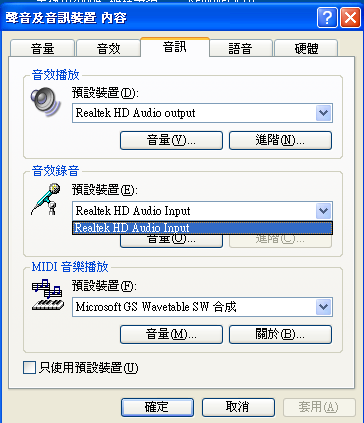 聲音及音訊裝置 內容
音量
音效
音訊
語音
硬體
音效播放
預設裝置(D):
Realtek HD Audio output
音量(V)...
進階(N)...
音效錄音
預設裝置(E):
Realtek HD Audio Input
Realtek HD Audio Input
音量(O)...
進階(C)...
MIDI 音樂播放
預設裝置(F):
Microsoft GS Wavetable SW 合成
音量(M)...
關於(B)...
只使用預設裝置(U)
確定
取消
套用(A)